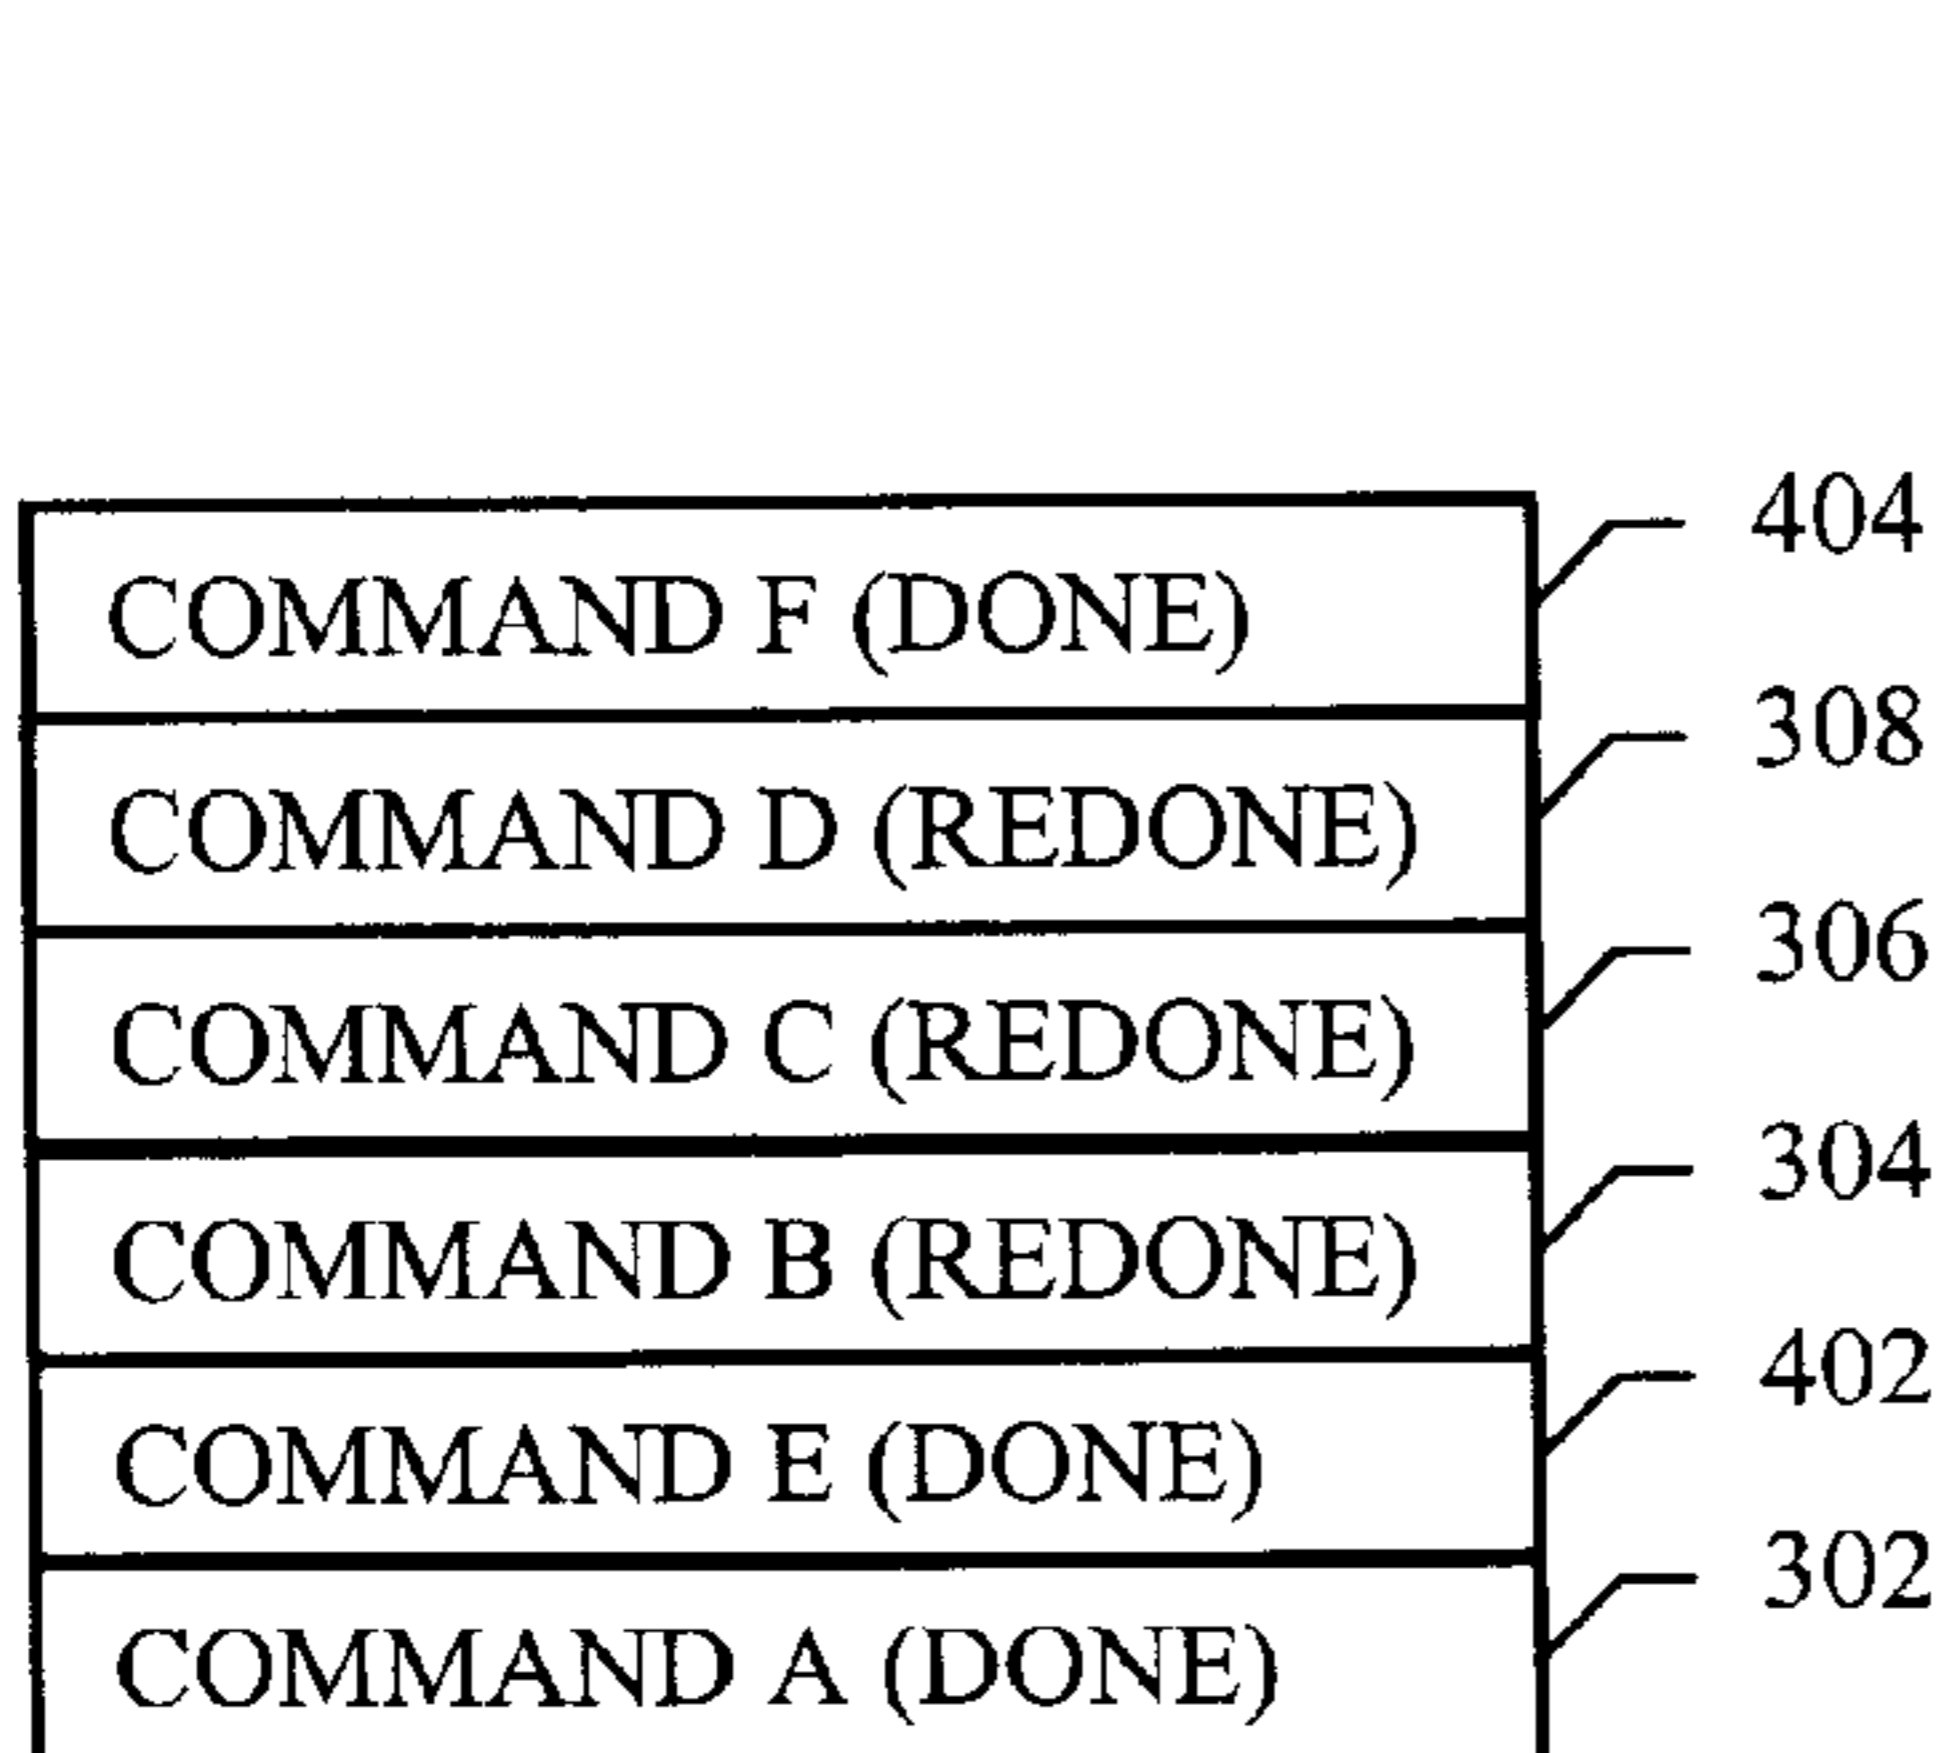 404
COMMAND F (DONE)
308
COMMAND D (REDONE)
306
COMMAND C (REDONE)
304
COMMAND B (REDONE)
402
COMMAND E (DONE)
302
COMMAND A (DONE)